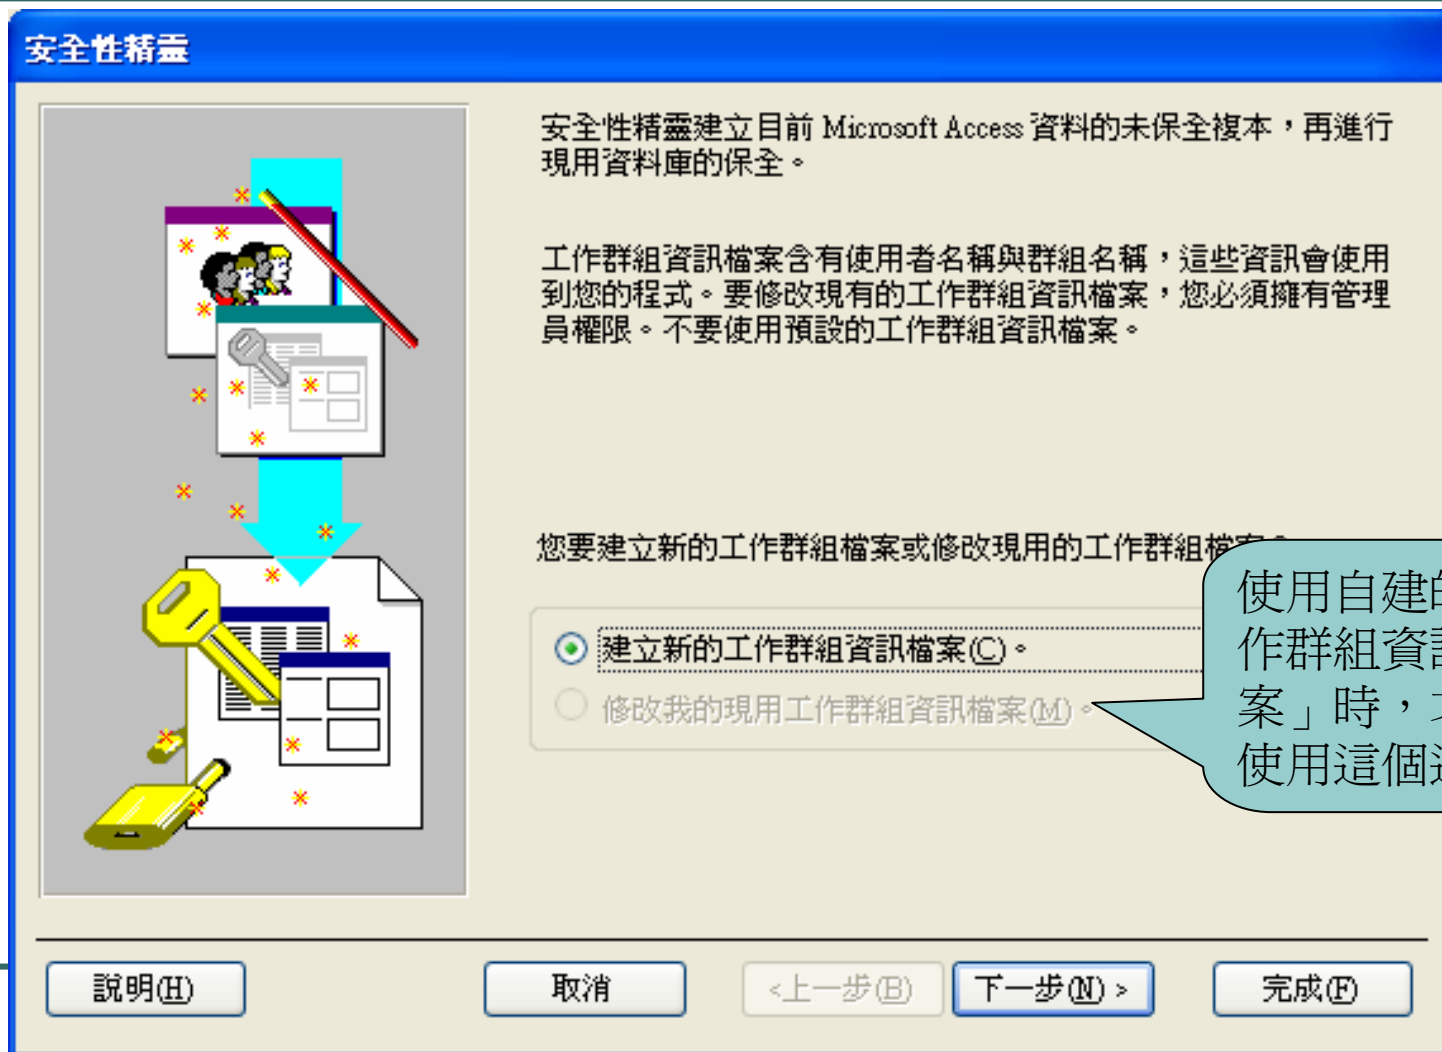 安全性精靈
安全性精靈建立目前 Microsoft Access 資料的未保全複本，再進行
現用資料庫的保全。
工作群組資訊檔案含有使用者名稱與群組名稱，這些資訊會使用
到您的程式。要修改現有的工作群組資訊檔案，您必須擁有管理
員權限。不要使用預設的工作群組資訊檔案。
您要建立新的工作群組檔案或修改現用的工作群組
建立新的工作群組資訊檔案(C)。
修改我的現用工作群組資訊檔案(M)。
使用自建
作群組資
案」時，
使用這個
說明(H)
取消
<上一步(B)
下一步(N) >
完成(F)